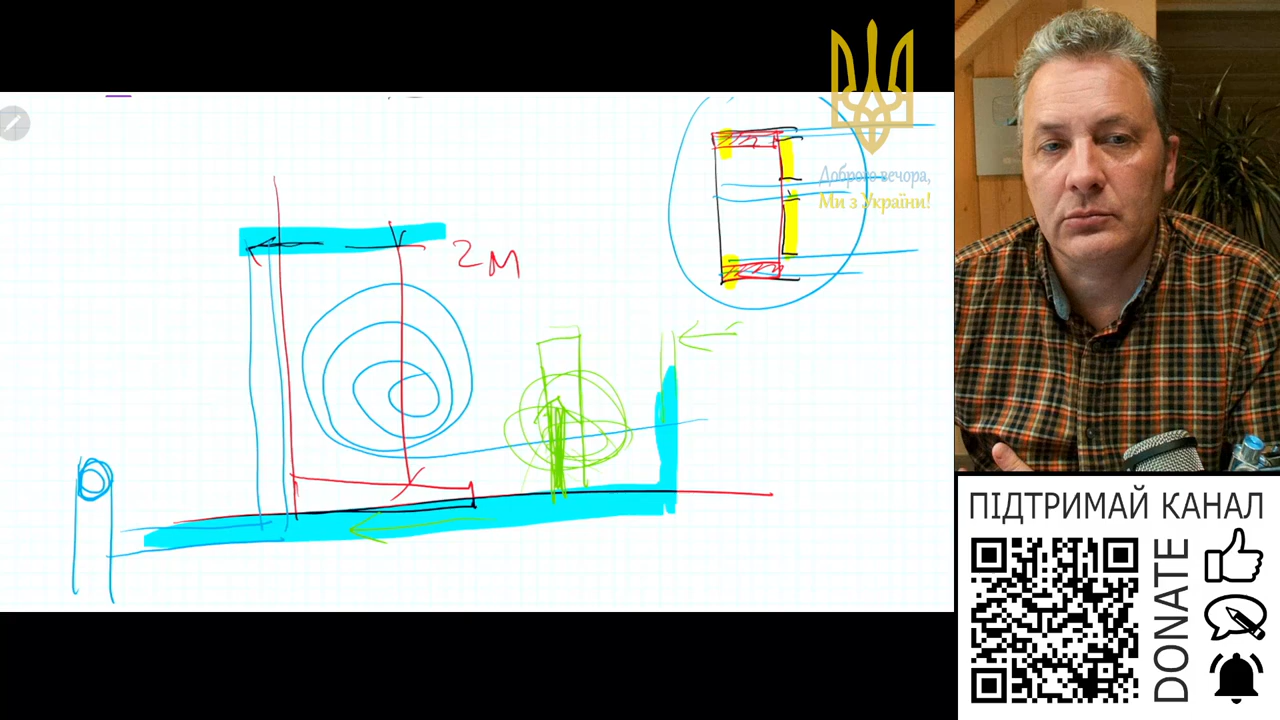 Доброго вечора,
Ми з України!
2м
ПІДТРИМАЙ КАНАЛ
DONATE